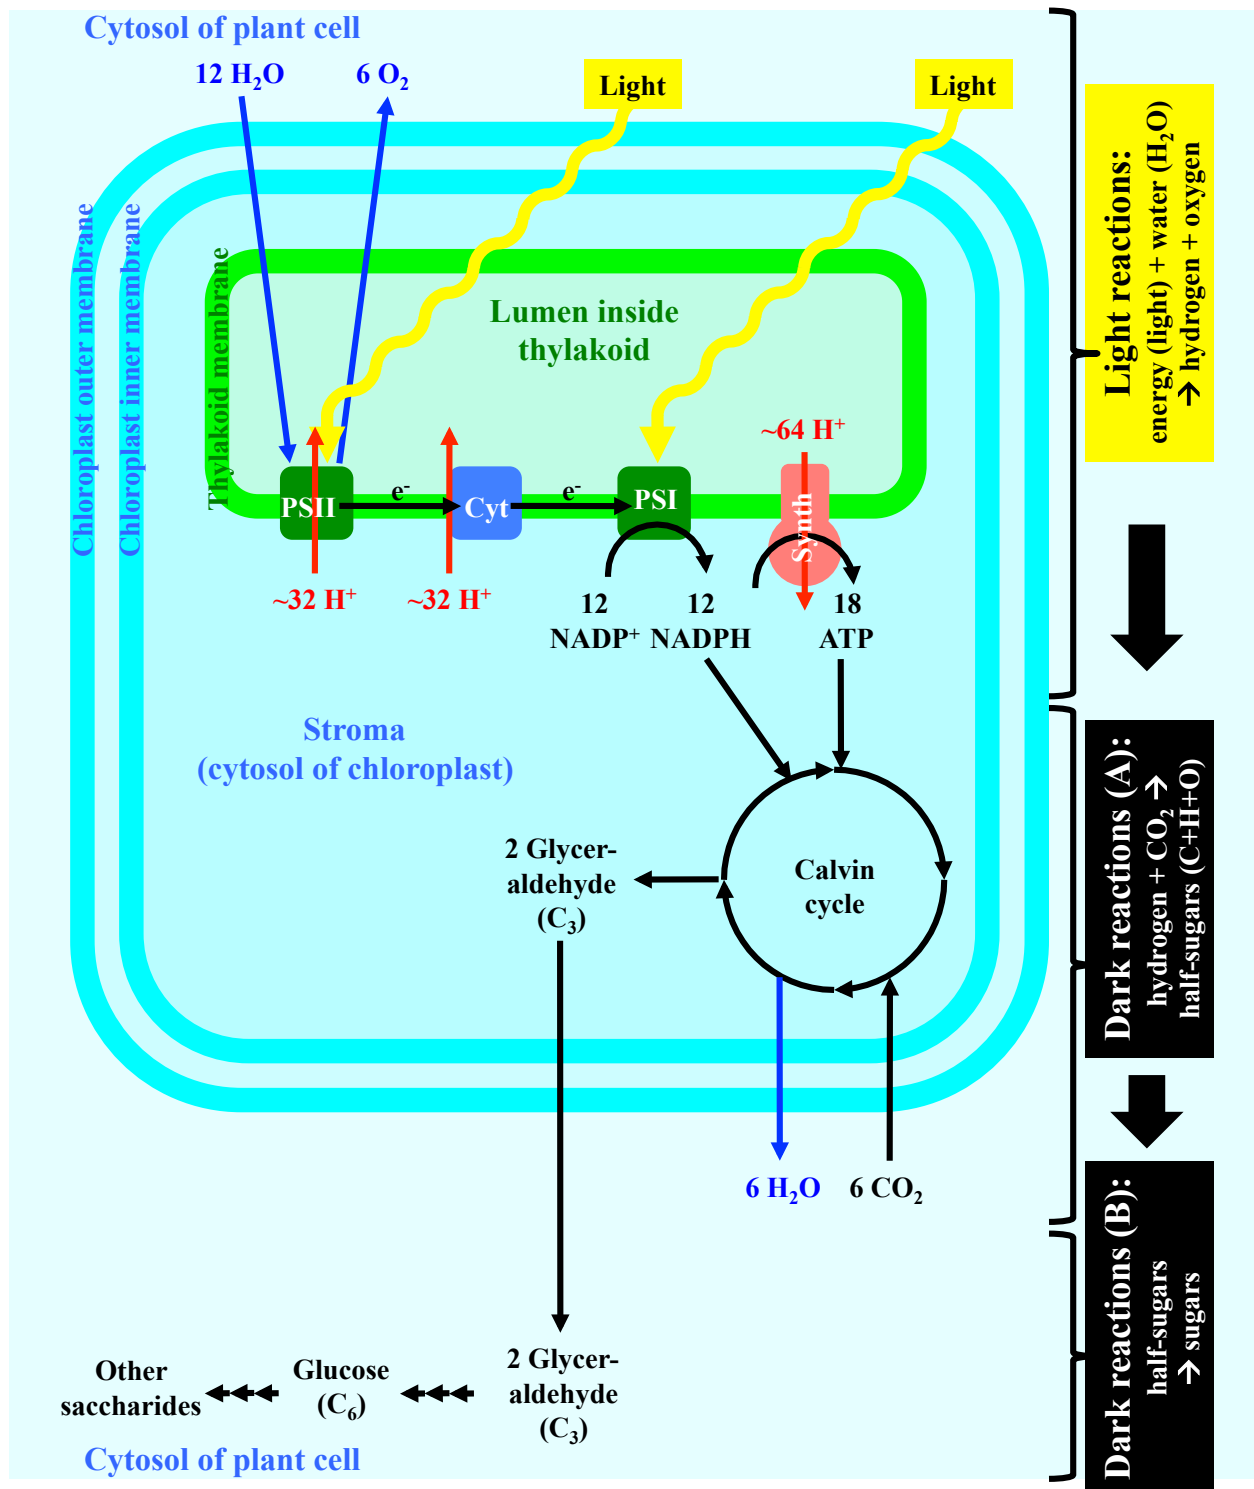 Cytosol of plant cell
12 H₂O
6 O₂
Light
Light
Chloroplast outer membrane
Chloroplast inner membrane
Thylakoid membrane
Lumen inside
thylakoid
~64 H⁺
PSII
e⁻
Cyt
e⁻
PSI
Synth
~32 H⁺
~32 H⁺
12
NADP⁺
12
NADPH
18
ATP
Stroma
(cytosol of chloroplast)
2 Glycer-
aldehyde
(C₃)
Calvin
cycle
6 H₂O
6 CO₂
2 Glycer-
aldehyde
(C₃)
Glucose
(C₆)
Other
saccharides
Cytosol of plant cell
Light reactions:
energy (light) + water (H₂O)
→ hydrogen + oxygen
Dark reactions (A):
hydrogen + CO₂ →
half-sugars (C+H+O)
Dark reactions (B):
half-sugars
→ sugars